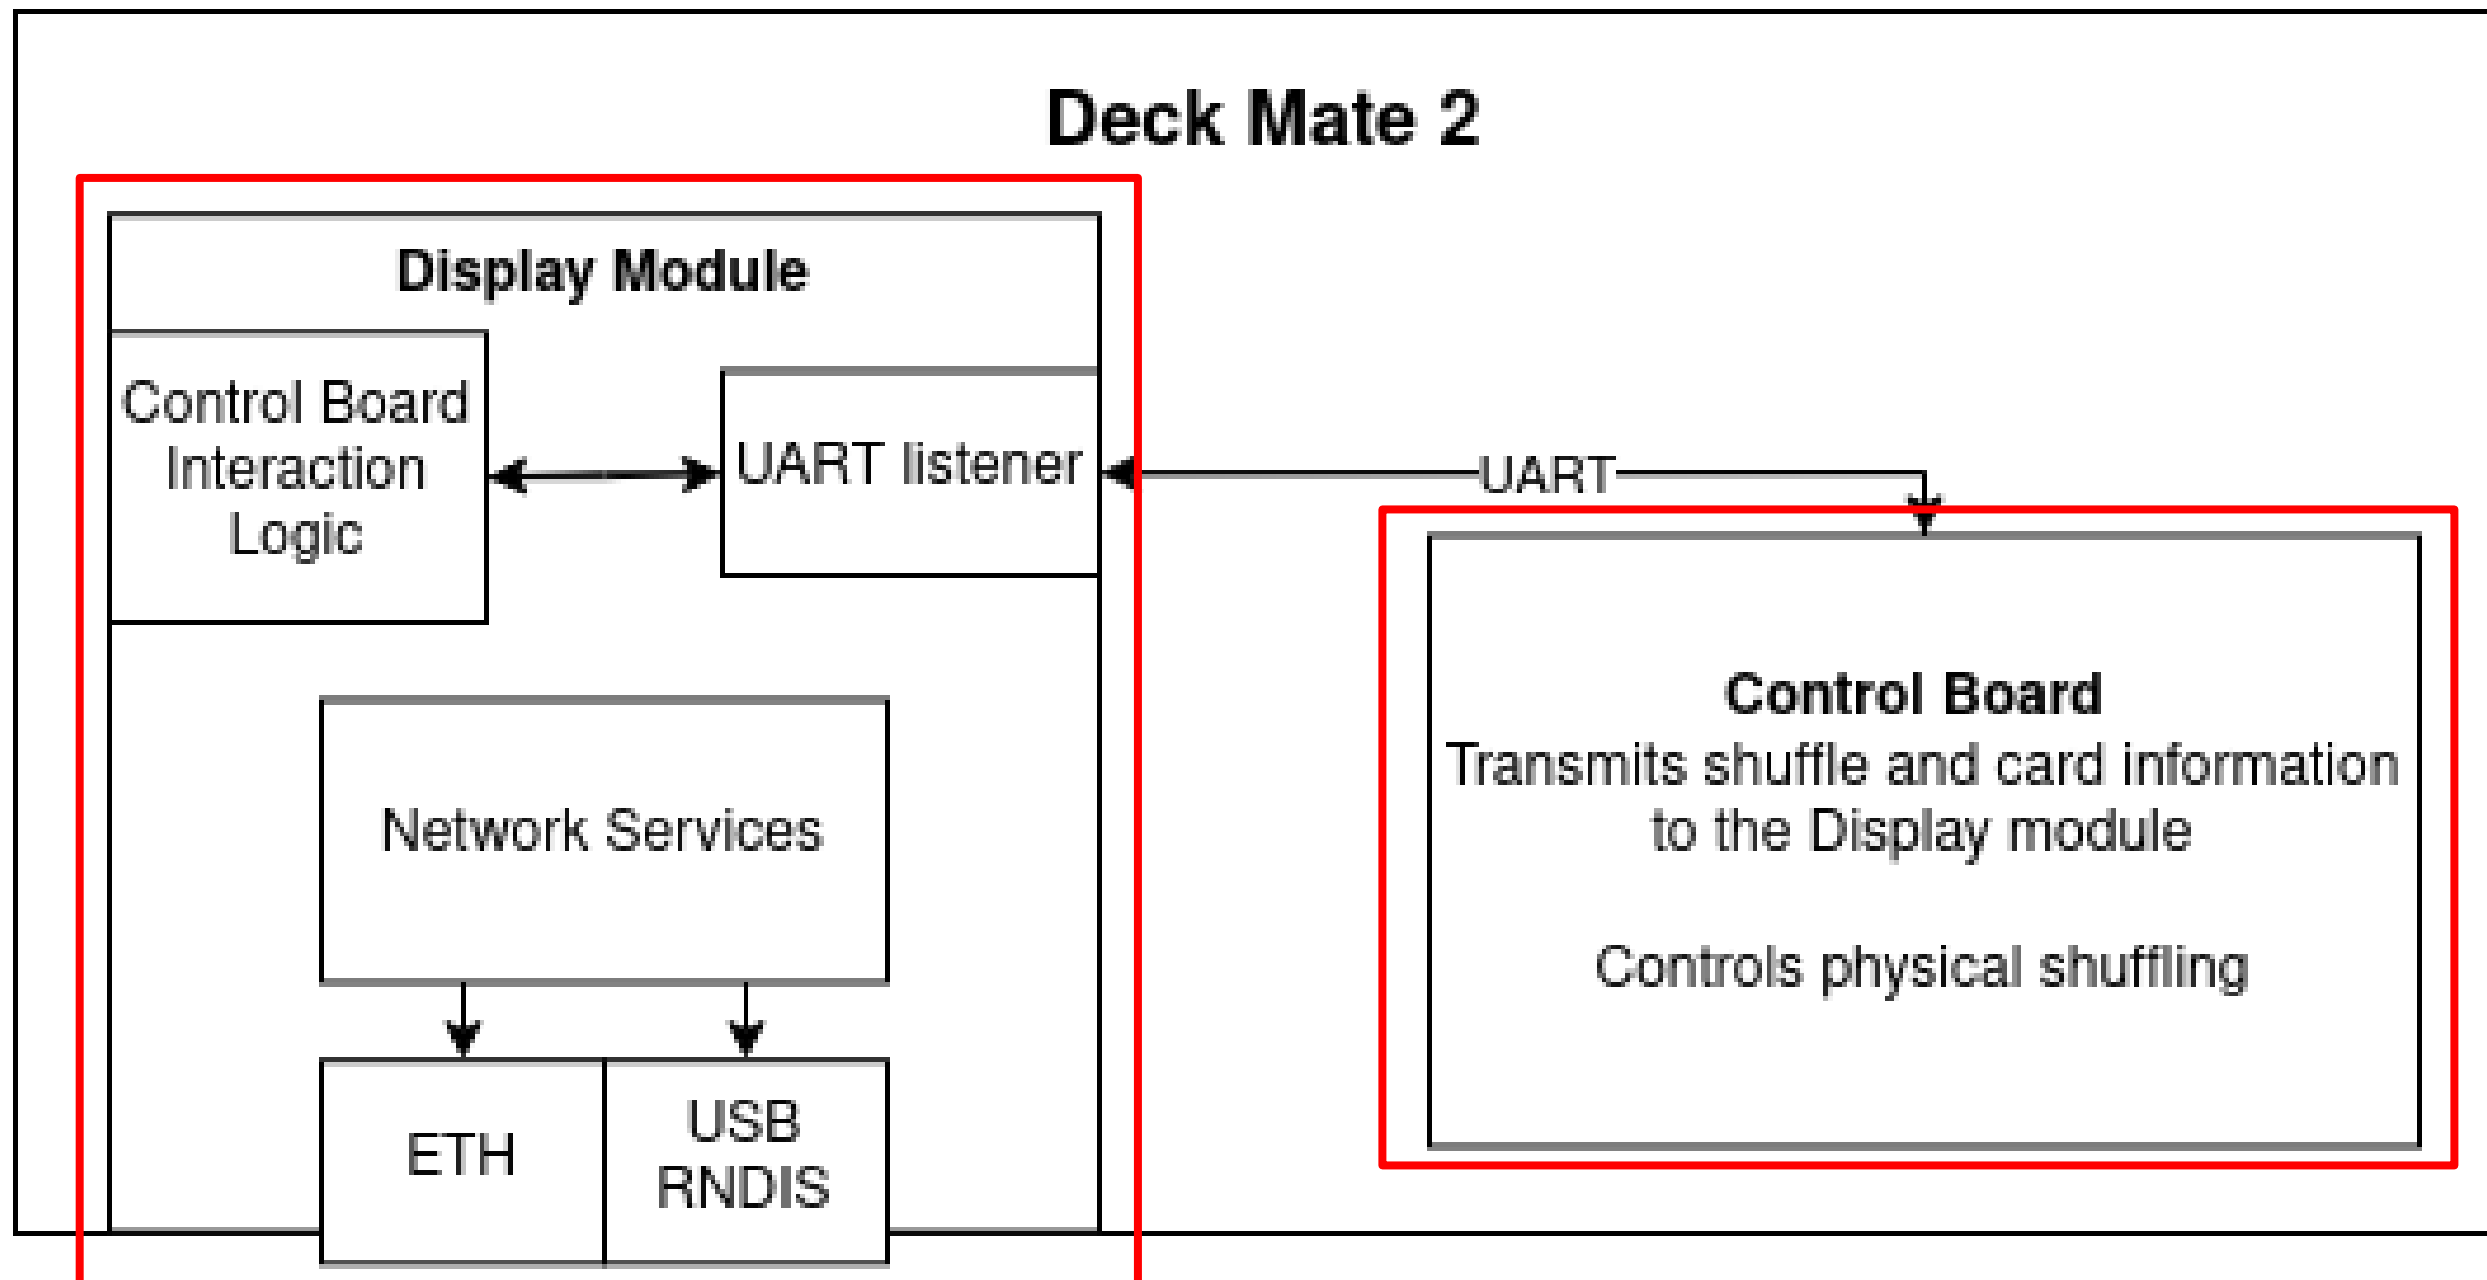 Deck Mate 2
Display Module
Control Board
Interaction
Logic
UART listener
UART
Control Board
Transmits shuffle and card information
to the Display module
Controls physical shuffling
Network Services
ETH
USB
RNDIS